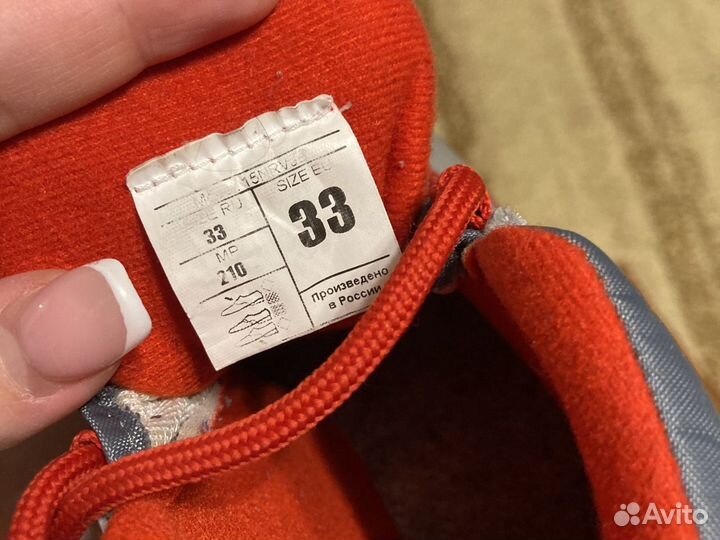 SIZE EU
33
33
MP
210
Произведено
в России
Avito